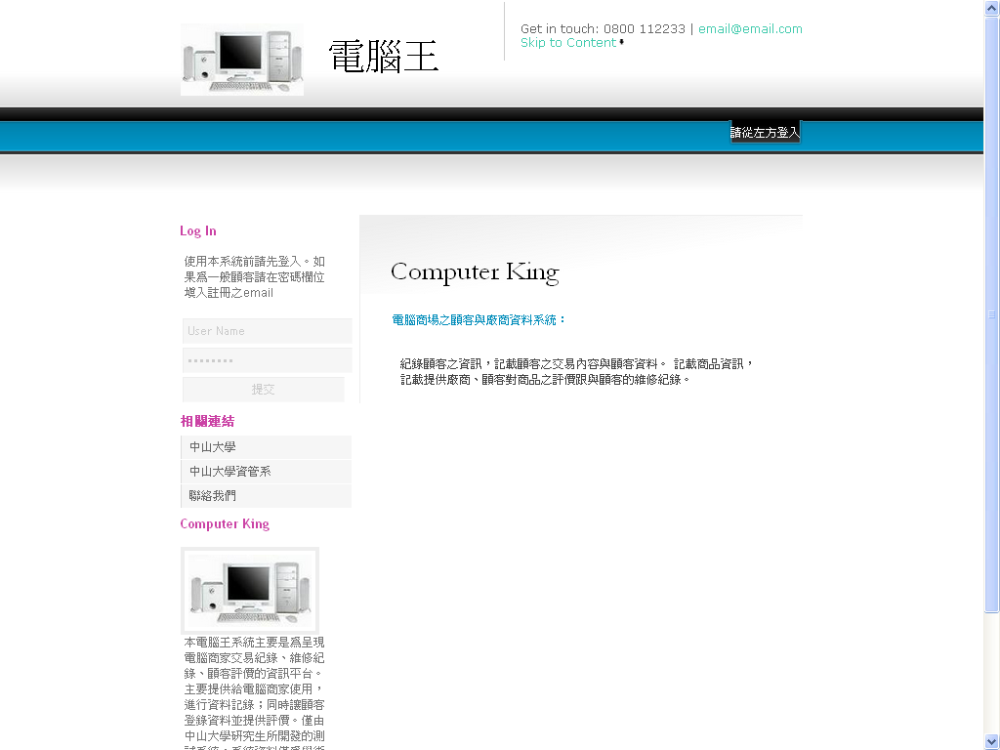 電腦王
Get in touch: 0800 112233 | email@email.com
Skip to Content
請從左方登入
Log In
使用本系統前請先登入。如
果為一般顧客請在密碼欄位
填入註冊之email
User Name
••••••••
提交
相關連結
中山大學
中山大學資管系
聯絡我們
Computer King
本電腦王系統主要是為呈現
電腦商家交易紀錄、維修紀
錄、顧客評價的資訊平台。
主要提供給電腦商家使用，
進行資料記錄；同時讓顧客
登錄資料並提供評價。僅由
中山大學研究生所開發的測
Computer King
電腦商場之顧客與廠商資料系統：
紀錄顧客之資訊，記載顧客之交易內容與顧客資料。 記載商品資訊，
記載提供廠商、顧客對商品之評價跟與顧客的維修紀錄。